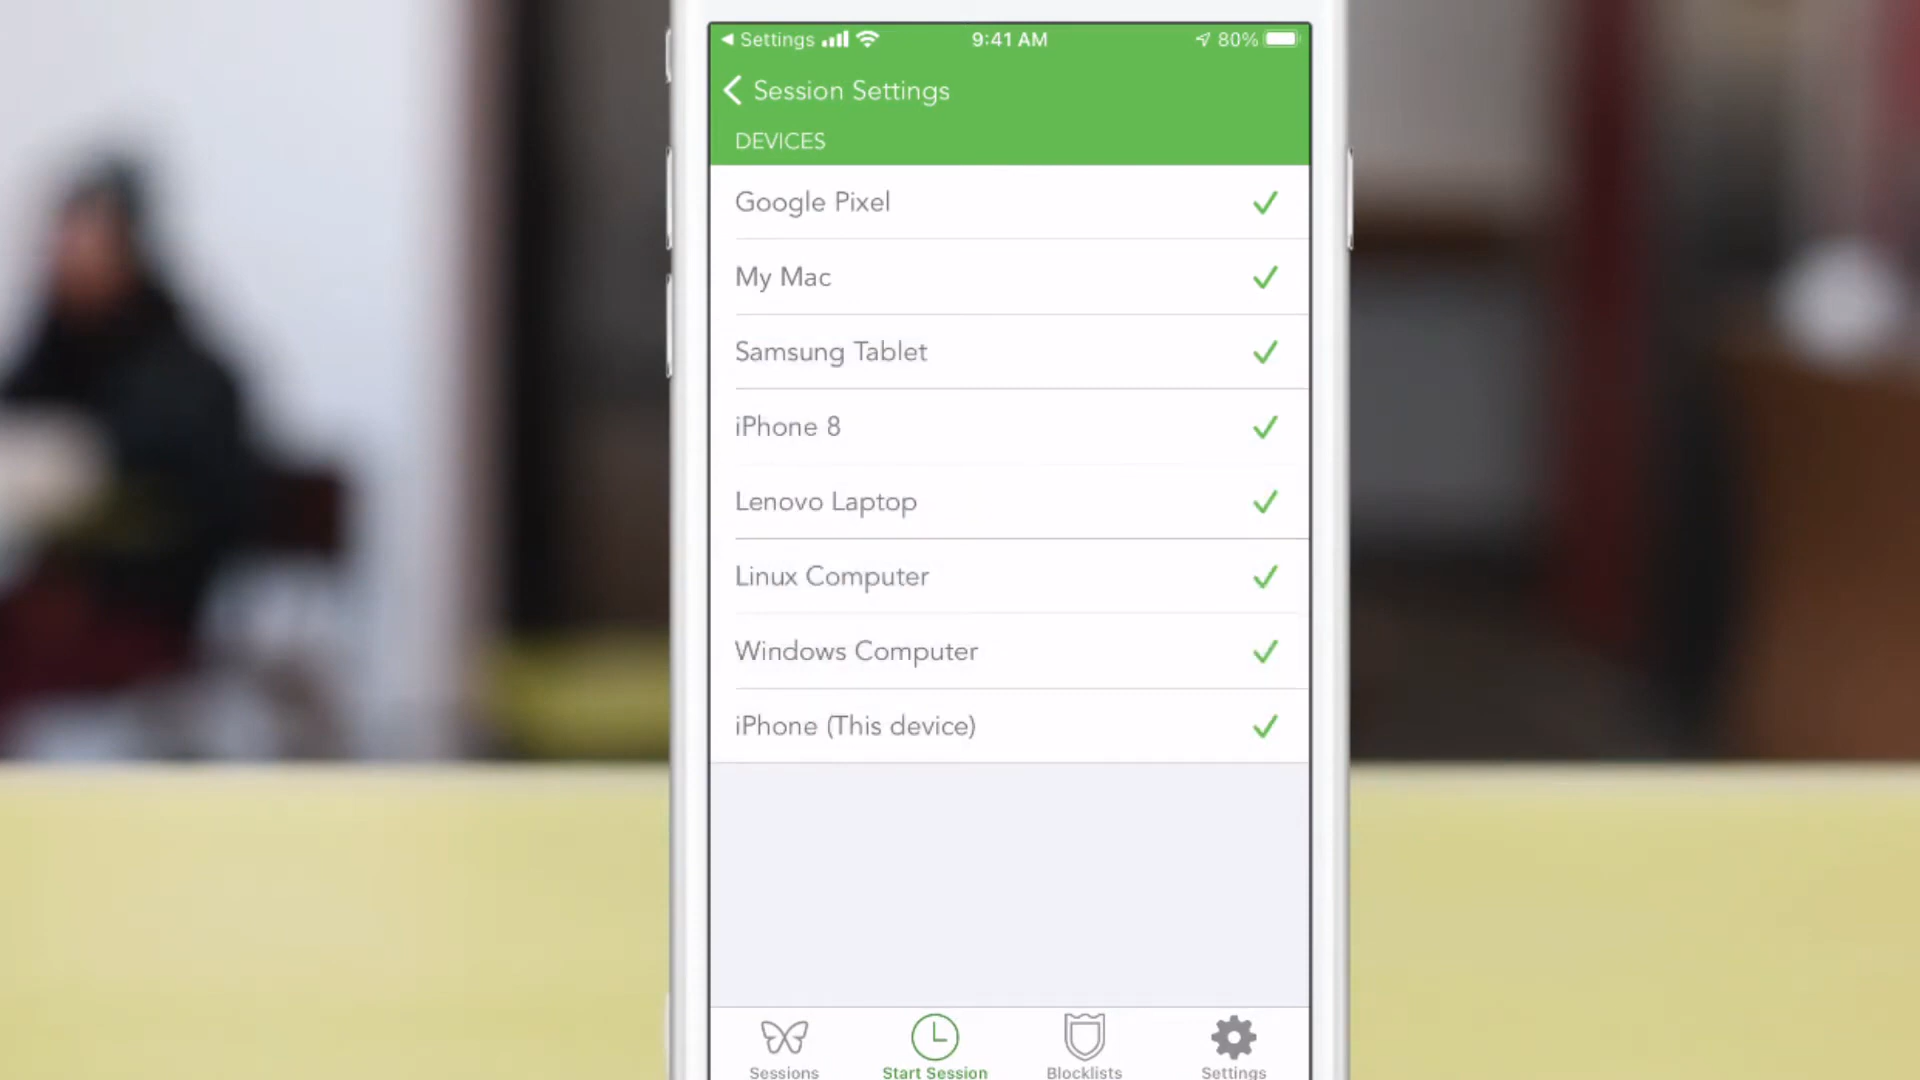 Settings 9:41 AM 80%
Session Settings
DEVICES
Google Pixel
My Mac
Samsung Tablet
iPhone 8
Lenovo Laptop
Linux Computer
Windows Computer
iPhone (This device)
Sessions Start Session Blocklists Settings